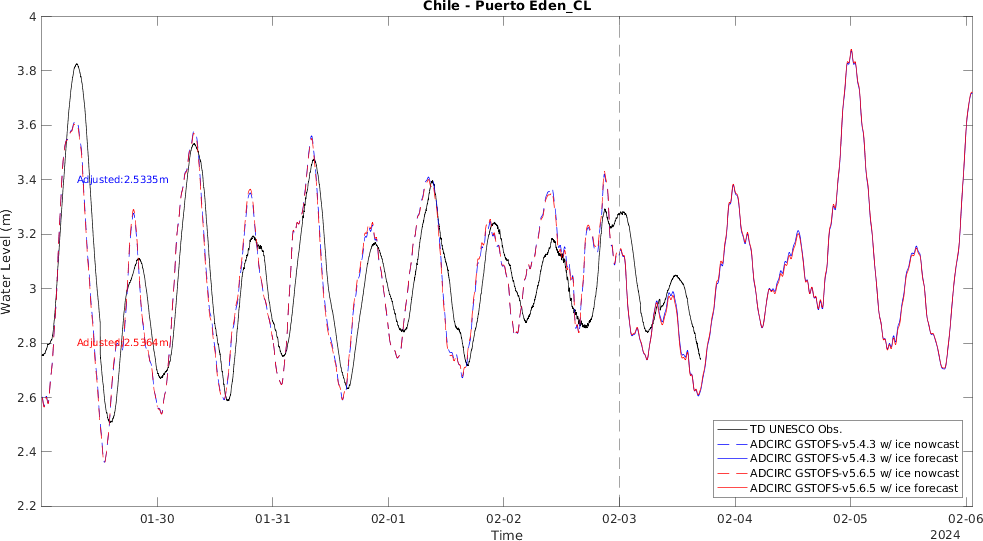 Chile - Puerto Eden_CL
4
3.8
3.6
3.4
3.2
3
2.8
2.6
2.4
2.2
Water Level (m)
Adjusted:2.5335m
Adjusted:2.5364m
TD UNESCO Obs.
ADCIRC GSTOFS-v5.4.3 w/ ice nowcast
ADCIRC GSTOFS-v5.4.3 w/ ice forecast
ADCIRC GSTOFS-v5.6.5 w/ ice nowcast
ADCIRC GSTOFS-v5.6.5 w/ ice forecast
01-30 01-31 02-01 02-02 02-03 02-04 02-05 02-06
Time
2024